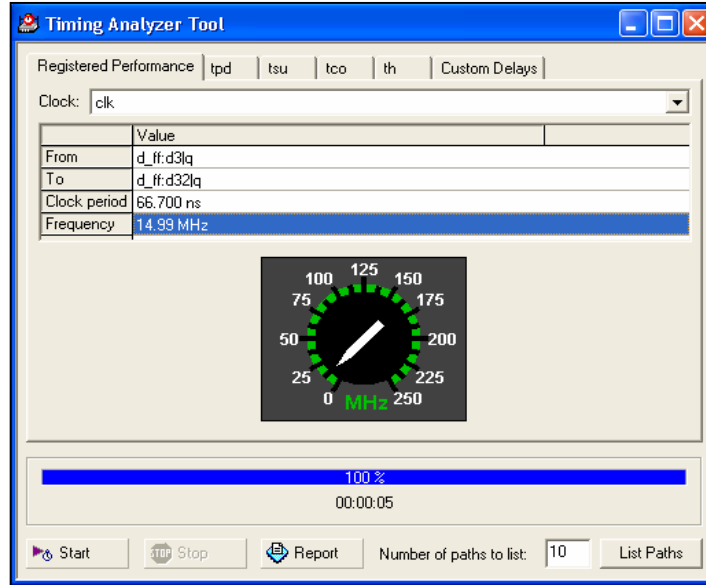 Timing Analyzer Tool
Registered Performance tpd tsu tco th Custom Delays
Clock: clk
Value
From d_ff:d3|q
To d_ff:d32|q
Clock period 66.700 ns
Frequency 14.99 MHz
125
100 150
75 175
50 200
25 225
0 MHz 250
100 %
00:00:05
Start STOP Stop Report Number of paths to list: 10 List Paths